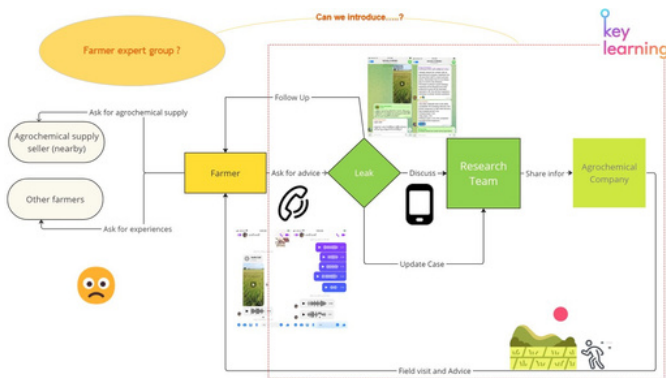 Can we introduce.....?
key
learning
Farmer expert group ?
Follow Up
Ask for agrochemical supply
Agrochemical supply
seller (nearby)
Farmer
Ask for advice
Leak
Discuss
Research
Team
Share infor
Agrochemical
Company
Other farmers
Ask for experiences
Update Case
Field visit and Advice